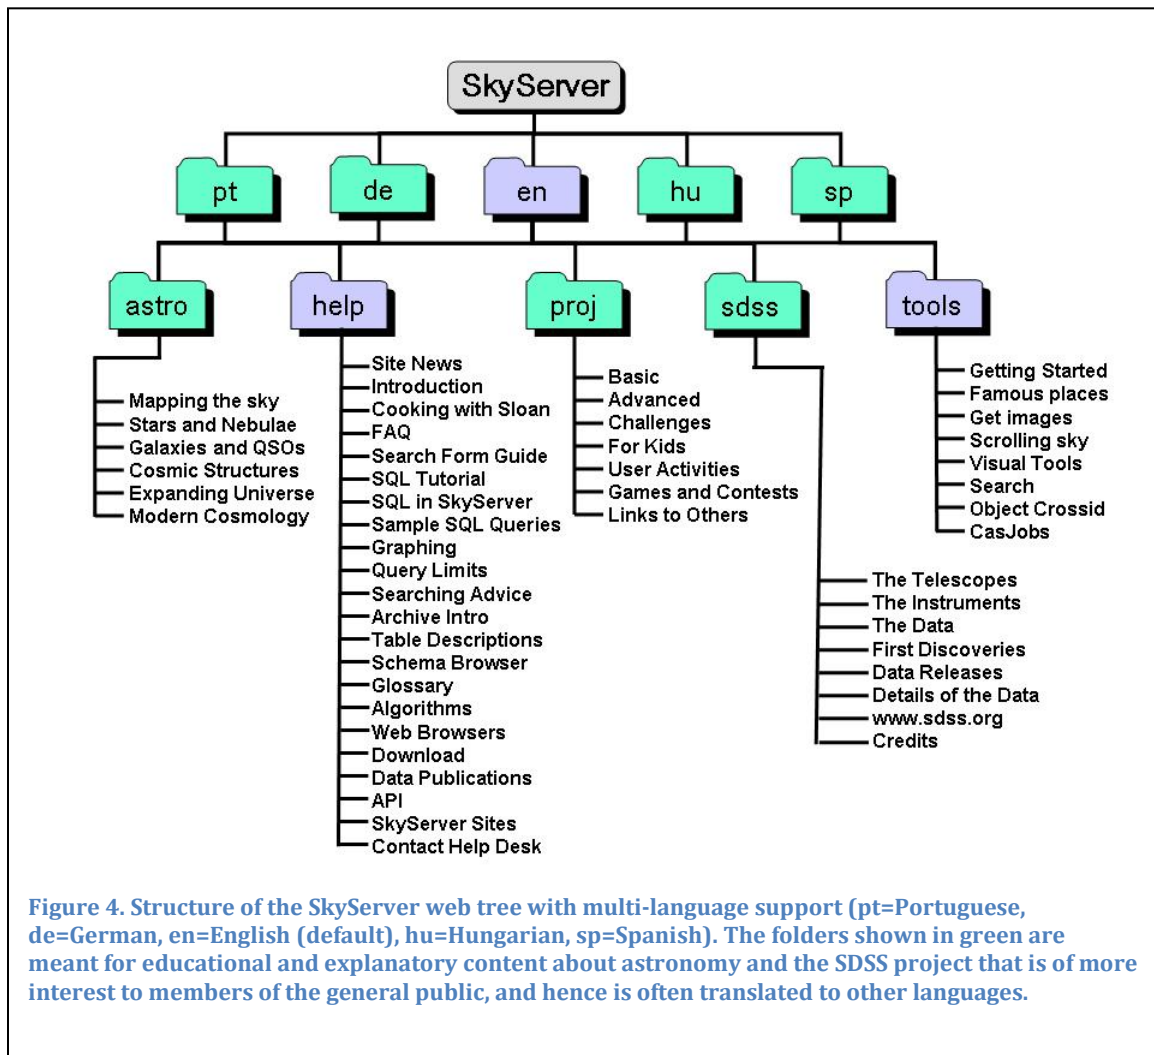 SkyServer
pt
de
en
hu
sp
astro
help
proj
sdss
tools
Mapping the sky
Stars and Nebulae
Galaxies and QSOs
Cosmic Structures
Expanding Universe
Modern Cosmology
Site News
Introduction
Cooking with Sloan
FAQ
Search Form Guide
SQL Tutorial
SQL in SkyServer
Sample SQL Queries
Graphing
Query Limits
Searching Advice
Archive Intro
Table Descriptions
Schema Browser
Glossary
Algorithms
Web Browsers
Download
Data Publications
API
SkyServer Sites
Contact Help Desk
Basic
Advanced
Challenges
For Kids
User Activities
Games and Contests
Links to Others
The Telescopes
The Instruments
The Data
First Discoveries
Data Releases
Details of the Data
www.sdss.org
Credits
Getting Started
Famous places
Get images
Scrolling sky
Visual Tools
Search
Object Crossid
CasJobs
Figure 4. Structure of the SkyServer web tree with multi-language support (pt=Portuguese,
de=German, en=English (default), hu=Hungarian, sp=Spanish). The folders shown in green are
meant for educational and explanatory content about astronomy and the SDSS project that is of more
interest to members of the general public, and hence is often translated to other languages.